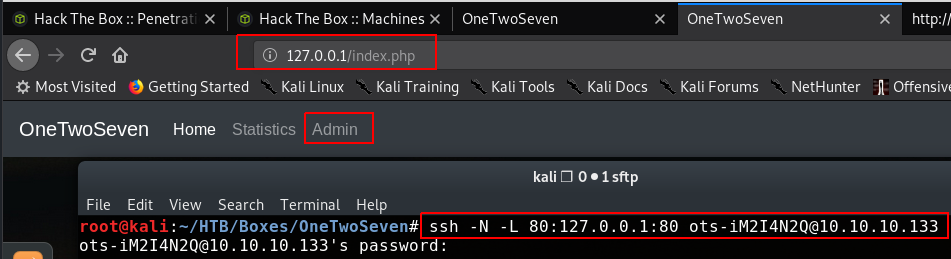 Hack The Box :: Penetrati Hack The Box :: Machines OneTwoSeven OneTwoSeven http:/
127.0.0.1/index.php
Most Visited Getting Started Kali Linux Kali Training Kali Tools Kali Docs Kali Forums NetHunter Offensive
OneTwoSeven Home Statistics Admin
kali ❐ 0 ● 1 sftp
File Edit View Search Terminal Help
root@kali:~/HTB/Boxes/OneTwoSeven# ssh -N -L 80:127.0.0.1:80 ots-iM2I4N2Q@10.10.10.133
ots-iM2I4N2Q@10.10.10.133's password: